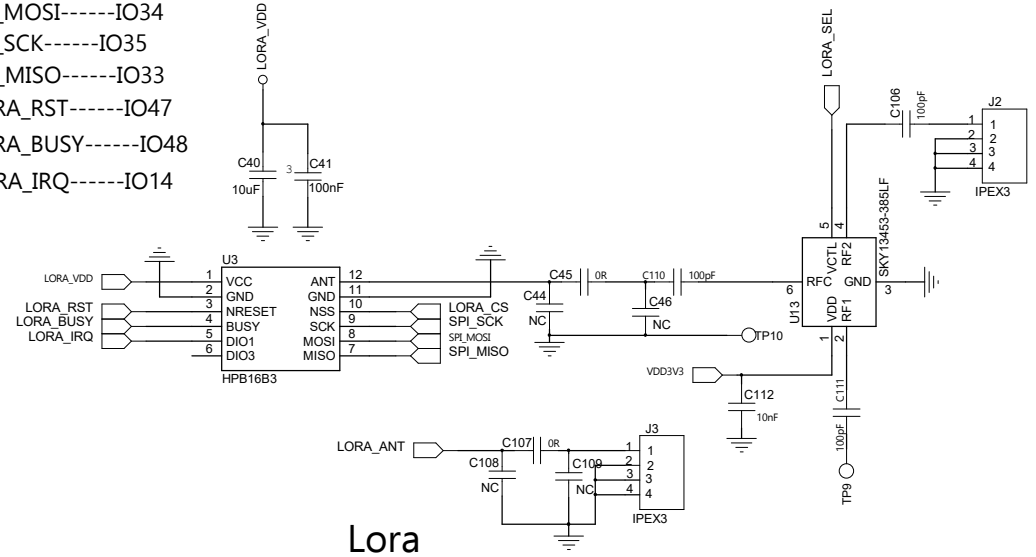 _MOSI------IO34
_SCK------IO35
_MISO------IO33
RA_RST------IO47
RA_BUSY------IO48
RA_IRQ------IO14
LORA_VDD
C40
10uF
3
C41
100nF
LORA_SEL
C106
100pF
J2
1 1
2 2
3 3
4 4
IPEX3
5 4
VCTL RF2
SKY13453-385LF
6 RFC GND 3
U13
VDD RF1
1 2
U3
LORA_VDD 1 VCC ANT 12
2 GND GND 11
LORA_RST 3 NRESET NSS 10 LORA_CS
LORA_BUSY 4 BUSY SCK 9 SPI_SCK
LORA_IRQ 5 DIO1 MOSI 8 SPI_MOSI
6 DIO3 MISO 7 SPI_MISO
HPB16B3
C45 0R
C110 100pF
C44
NC
C46
NC
TP10
VDD3V3
C112
10nF
C111
100pF
TP9
LORA_ANT
C107 0R
C108
NC
C109
NC
J3
1 1
2 2
3 3
4 4
IPEX3
Lora